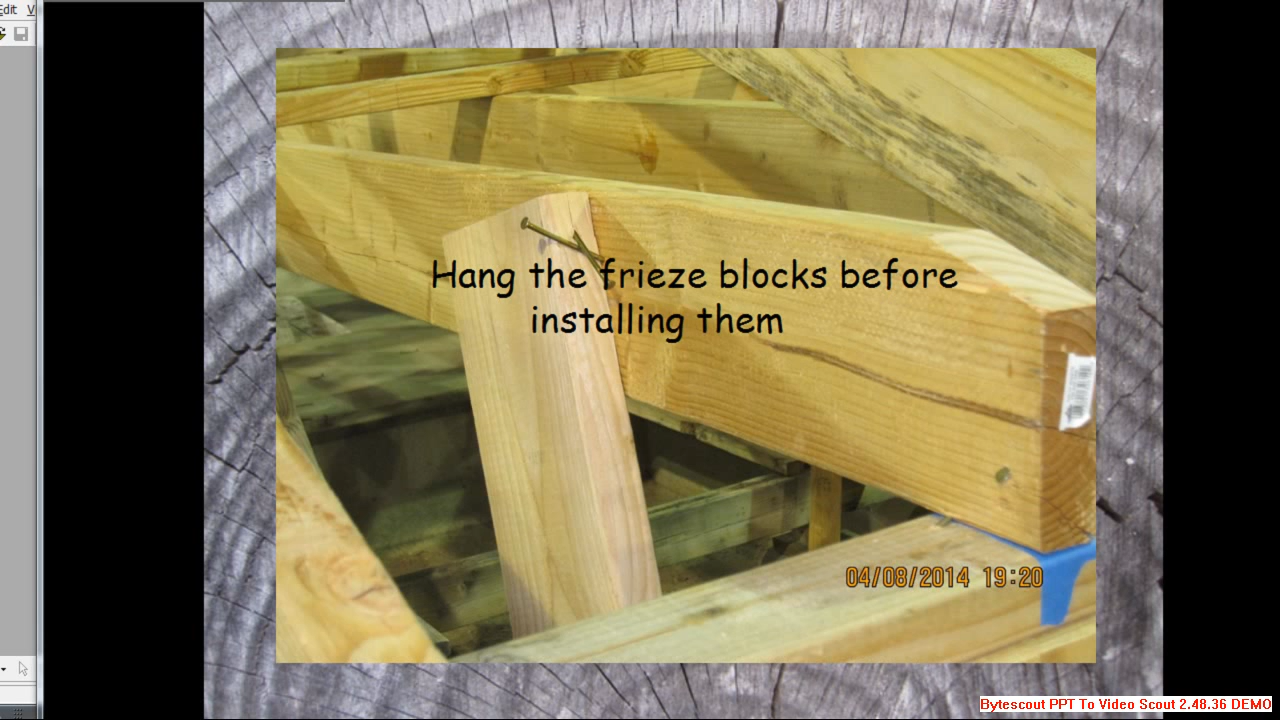 Edit
Hang the frieze blocks before
installing them
04/08/2014 19:20
Bytescout PPT To Video Scout 2.48.36 DEMO